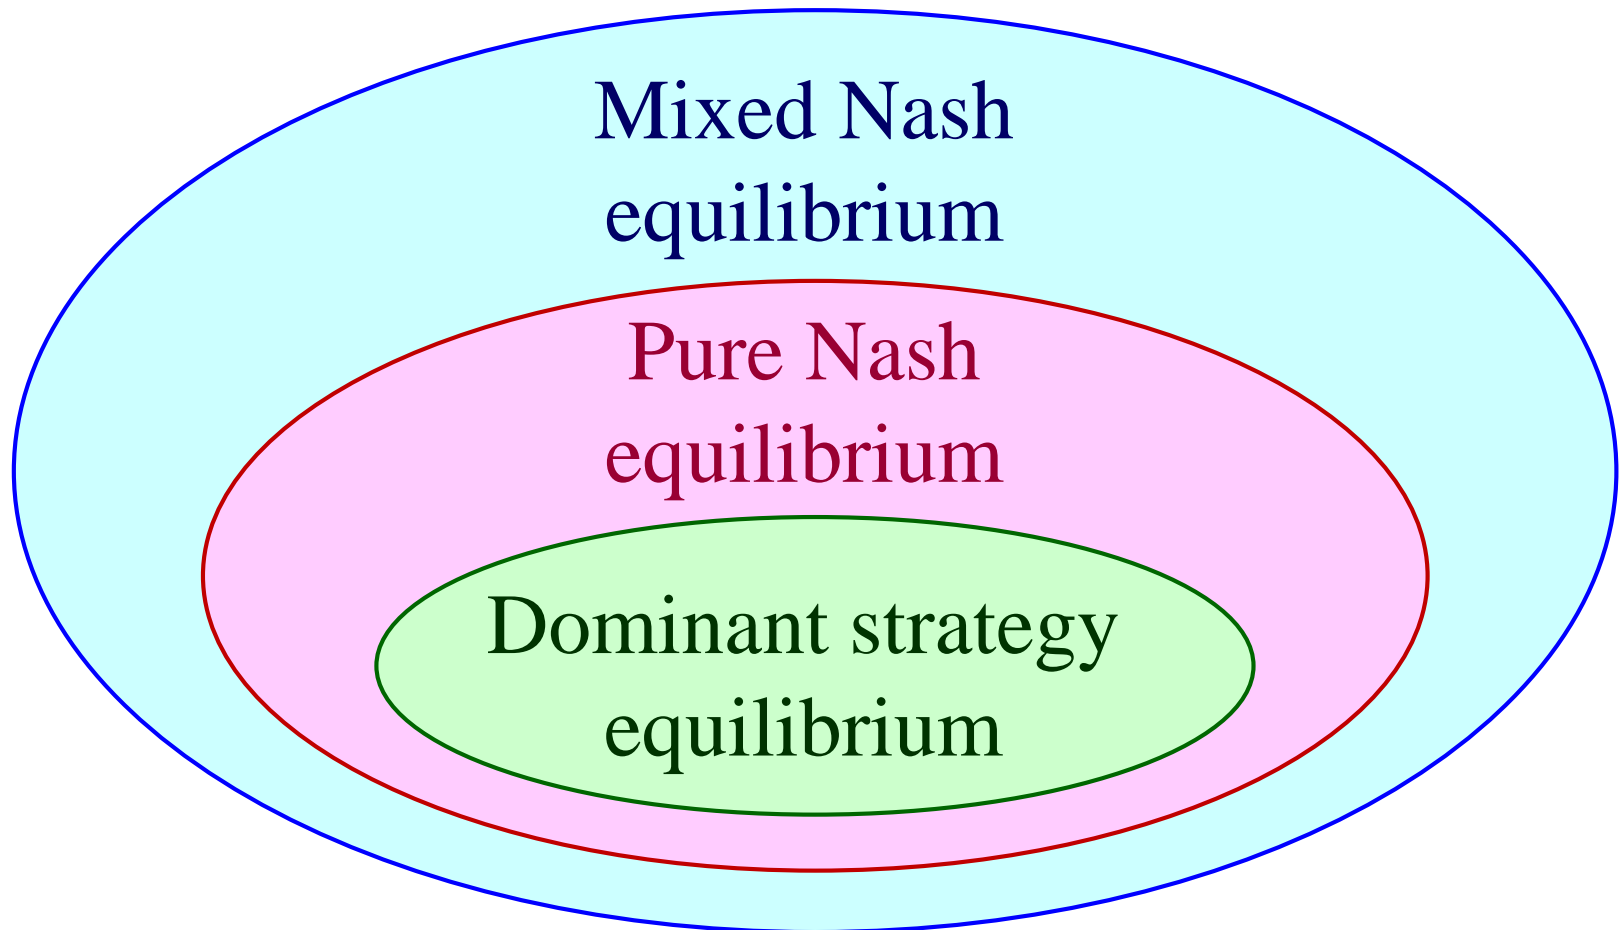 Mixed Nash
equilibrium
Pure Nash
equilibrium
Dominant strategy
equilibrium